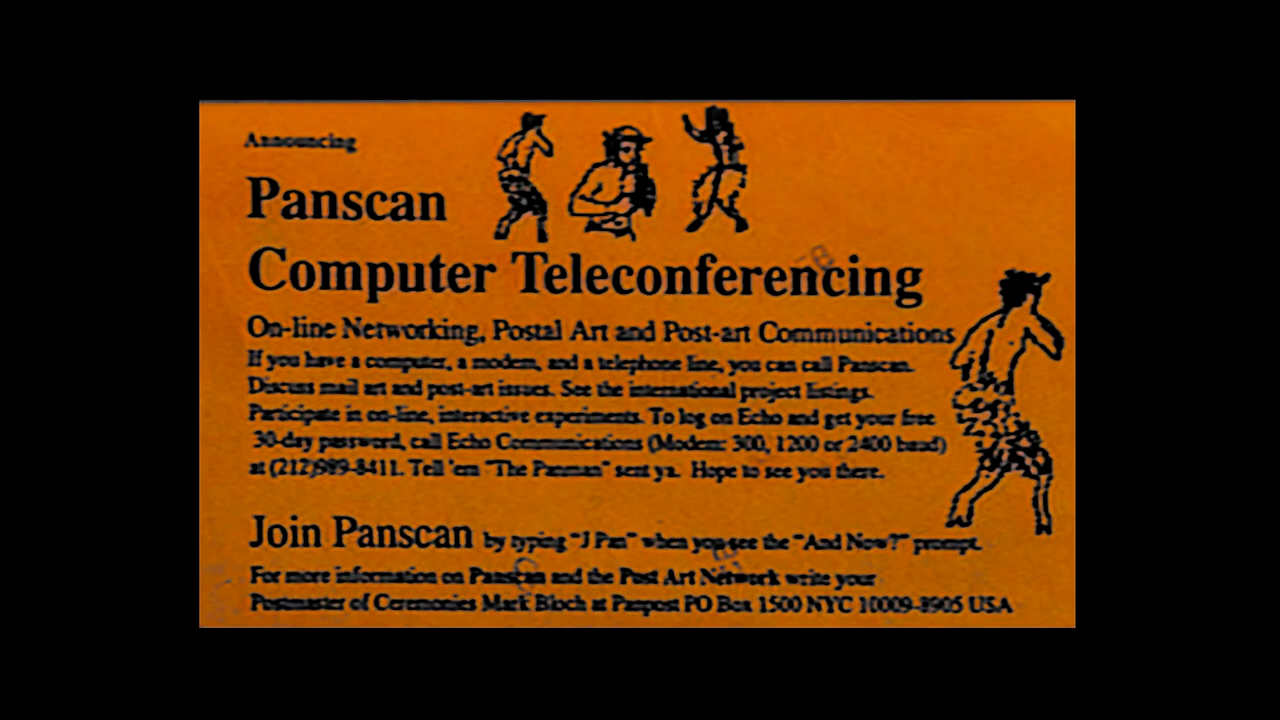 Announcing
Panscan
Computer Teleconferencing
On-line Networking, Postal Art and Post-art Communications
If you have a computer, a modem, and a telephone line, you can call Panscan.
Discuss mail art and post-art issues. See the international project listings.
Participate in on-line, interactive experiments. To log on Echo and get your free
30-day password, call Echo Communications (Modem: 300, 1200 or 2400 baud)
at (212)989-8411. Tell 'em "The Panman" sent ya. Hope to see you there.
Join Panscan by typing "J Pan" when you see the "And Now?" prompt.
For more information on Panscan and the Post Art Network write your
Postmaster of Ceremonies Mark Bloch at Panpost PO Box 1500 NYC 10009-8905 USA